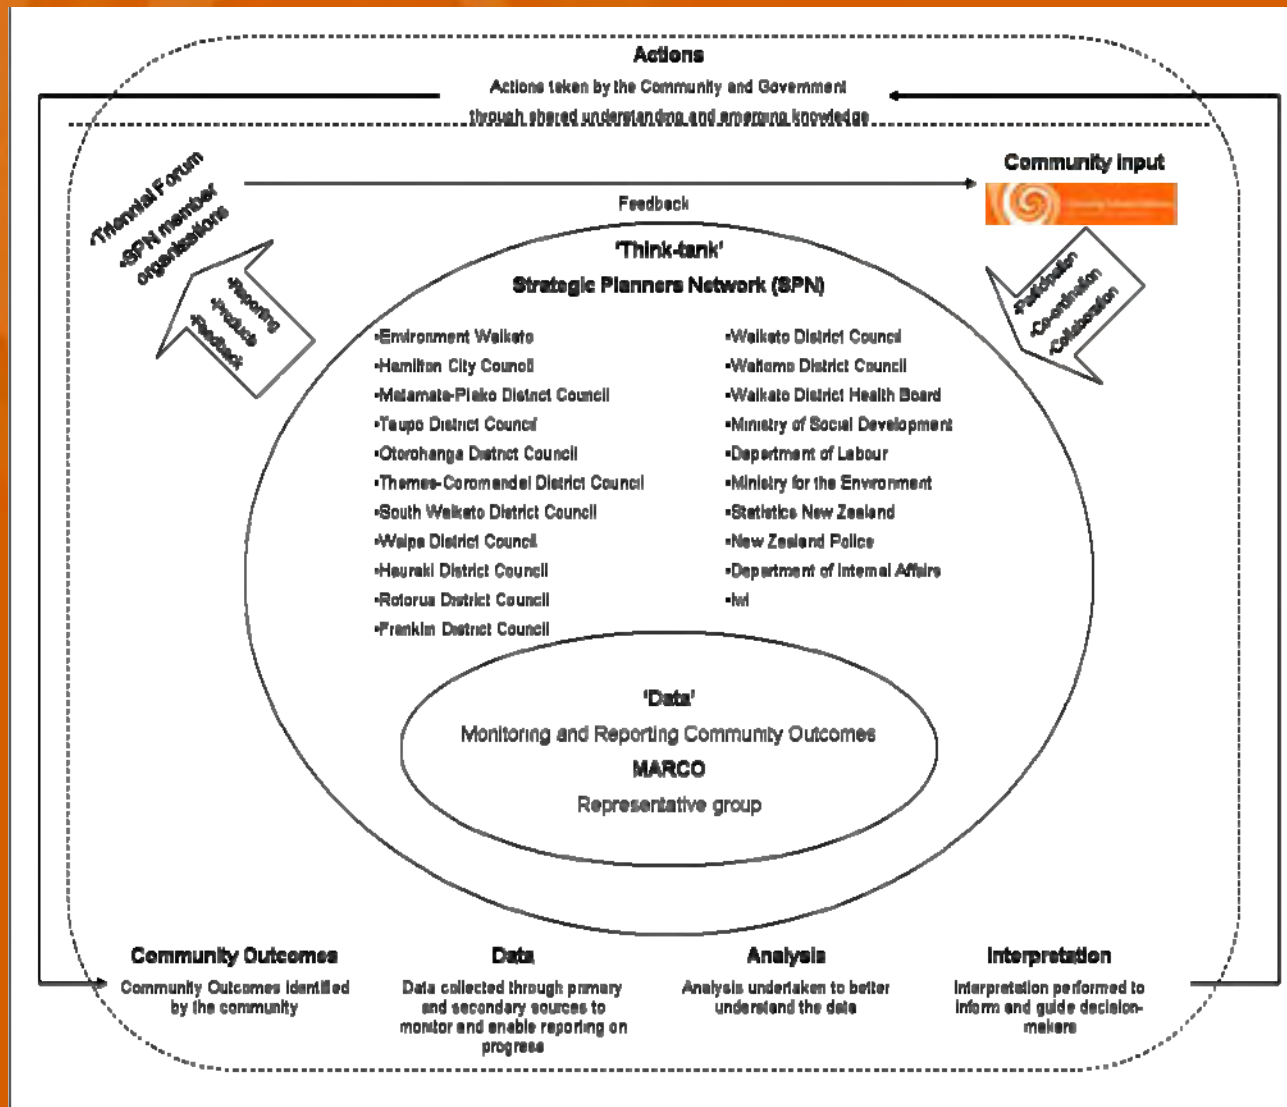 Actions
Actions taken by the Community and Government
through shared understanding and emerging knowledge
•Triennial Forum
•SPN member
organisations
Community Input
Feedback
•Reporting
•Products
•Feedback
•Participation
•Co-ordination
•Collaboration
'Think-tank'
Strategic Planners Network (SPN)
•Environment Waikato
•Hamilton City Council
•Matamata-Piako District Council
•Taupo District Council
•Otorohanga District Council
•Thames-Coromandel District Council
•South Waikato District Council
•Waipa District Council
•Hauraki District Council
•Rotorua District Council
•Franklin District Council
•Waikato District Council
•Waitomo District Council
•Waikato District Health Board
•Ministry of Social Development
•Department of Labour
•Ministry for the Environment
•Statistics New Zealand
•New Zealand Police
•Department of Internal Affairs
•Iwi
'Data'
Monitoring and Reporting Community Outcomes
MARCO
Representative group
Community Outcomes
Community Outcomes identified
by the community
Data
Data collected through primary
and secondary sources to
monitor and enable reporting on
progress
Analysis
Analysis undertaken to better
understand the data
Interpretation
Interpretation performed to
inform and guide decision-
makers